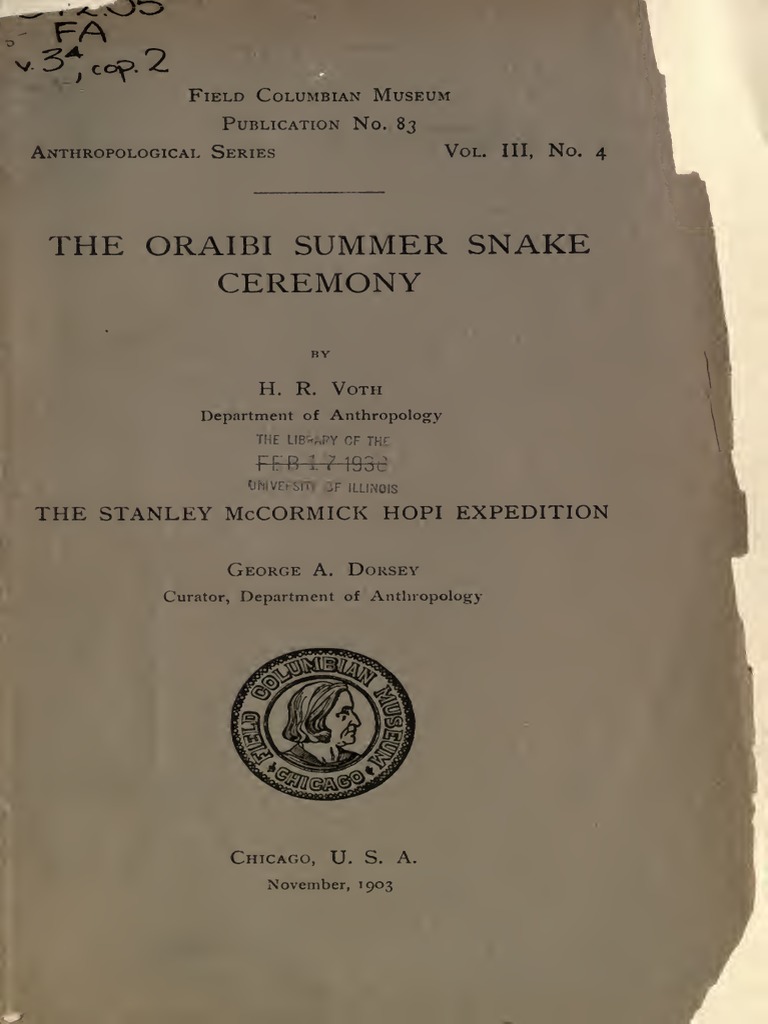 FA
v. 3⁴, cop. 2
FIELD COLUMBIAN MUSEUM
PUBLICATION NO. 83
ANTHROPOLOGICAL SERIES VOL. III, NO. 4
THE ORAIBI SUMMER SNAKE
CEREMONY
BY
H. R. VOTH
Department of Anthropology
THE LIBRARY OF THE
FEB 17 193
UNIVERSITY OF ILLINOIS
THE STANLEY McCORMICK HOPI EXPEDITION
GEORGE A. DORSEY
Curator, Department of Anthropology
FIELD COLUMBIAN MUSEUM
CHICAGO
CHICAGO, U. S. A.
November, 1903